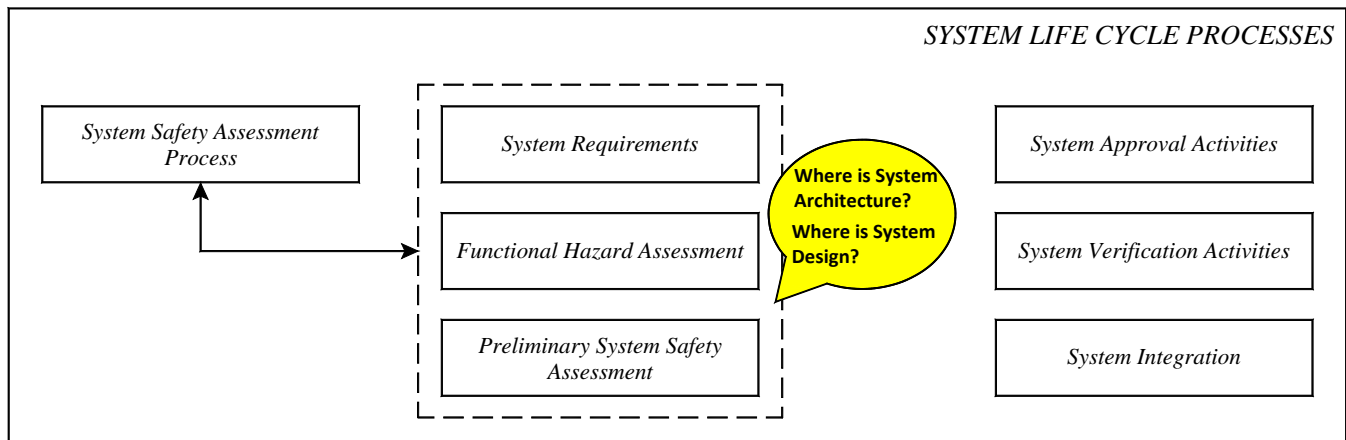 SYSTEM LIFE CYCLE PROCESSES
System Safety Assessment
Process
System Requirements
Functional Hazard Assessment
Preliminary System Safety
Assessment
Where is System
Architecture?
Where is System
Design?
System Approval Activities
System Verification Activities
System Integration